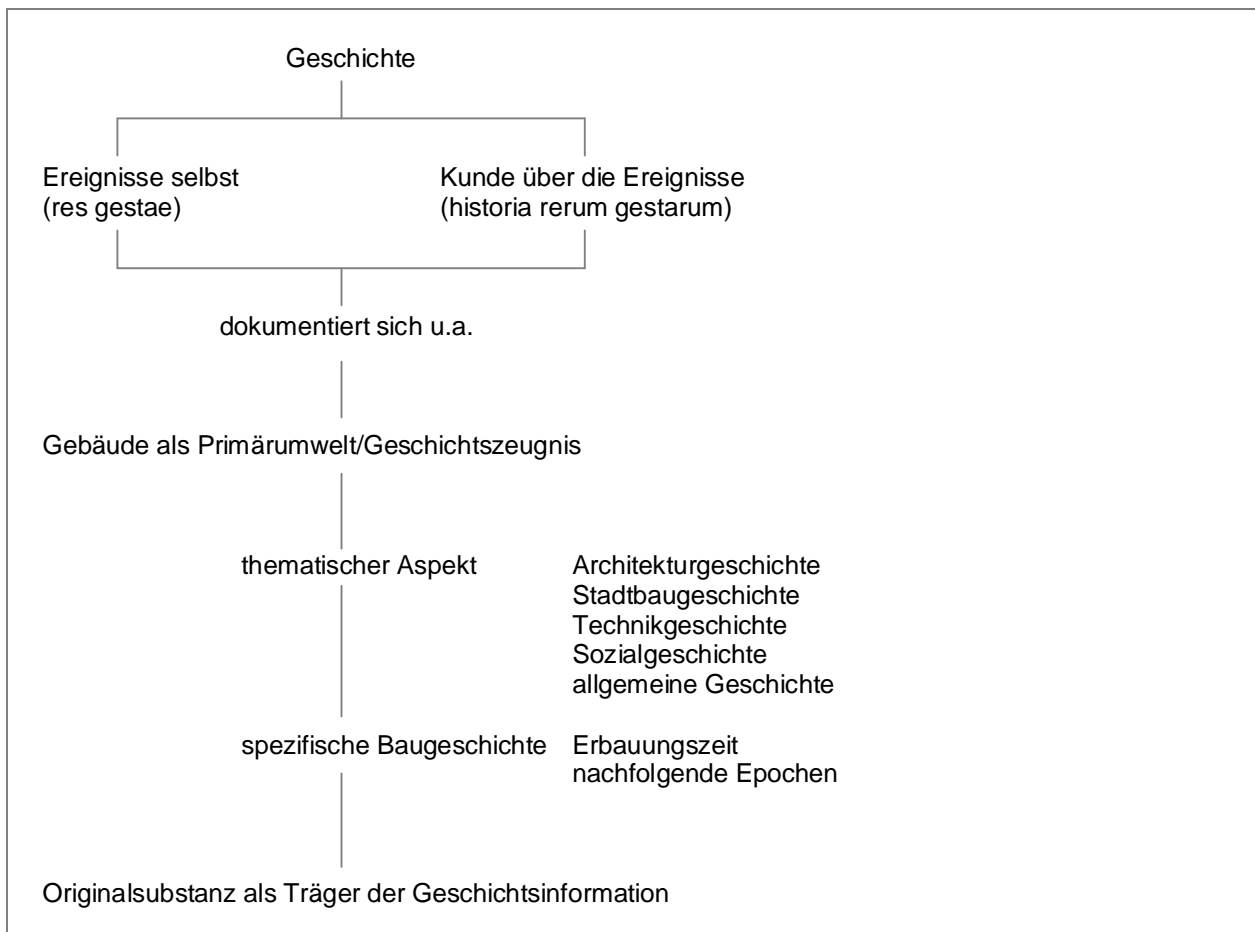 Geschichte
Ereignisse selbst
(res gestae)
Kunde über die Ereignisse
(historia rerum gestarum)
dokumentiert sich u.a.
Gebäude als Primärumwelt/Geschichtszeugnis
thematischer Aspekt
Architekturgeschichte
Stadtbaugeschichte
Technikgeschichte
Sozialgeschichte
allgemeine Geschichte
spezifische Baugeschichte
Erbauungszeit
nachfolgende Epochen
Originalsubstanz als Träger der Geschichtsinformation